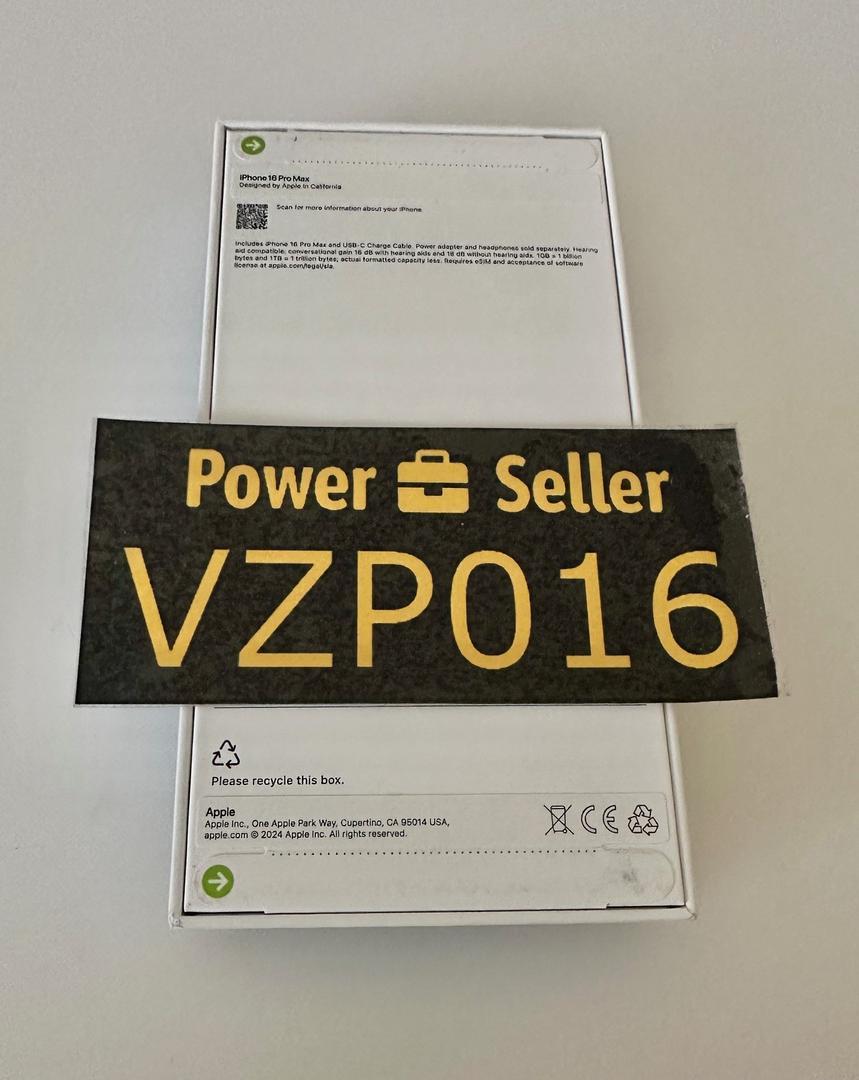 iPhone 16 Pro Max
Designed by Apple in California
Scan for more information about your iPhone.
Includes iPhone 16 Pro Max and USB-C Charge Cable. Power adapter and headphones sold separately. Hearing
aid compatible; conversational gain 16 dB with hearing aids and 18 dB without hearing aids. 1GB = 1 billion
bytes and 1TB = 1 trillion bytes; actual formatted capacity less. Requires eSIM and acceptance of software
license at apple.com/legal/sla.
Power Seller
VZP016
Please recycle this box.
Apple
Apple Inc., One Apple Park Way, Cupertino, CA 95014 USA,
apple.com © 2024 Apple Inc. All rights reserved.
CE